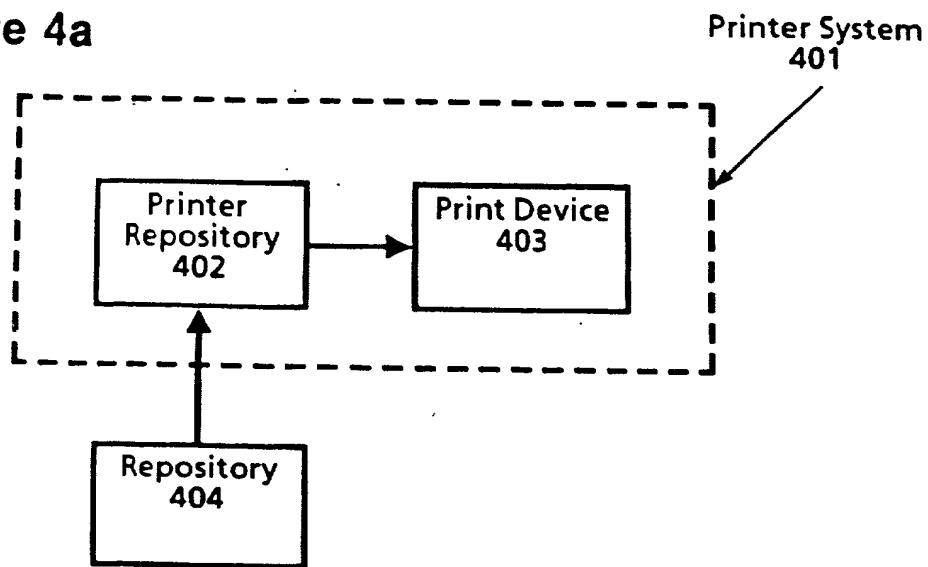 4a
Printer System
401
Printer
Repository
402
Print Device
403
Repository
404